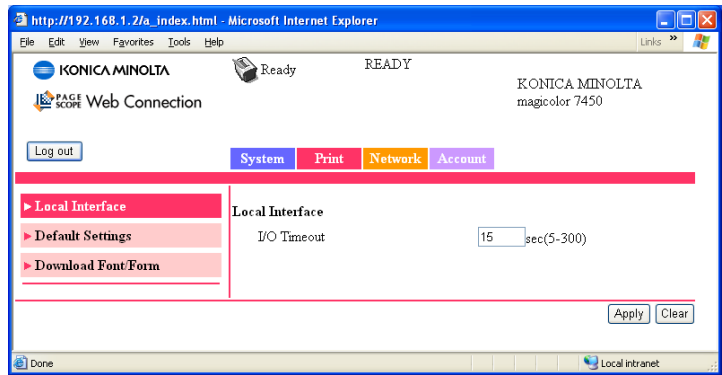 http://192.168.1.2/a_index.html - Microsoft Internet Explorer
File Edit View Favorites Tools Help Links »
KONICA MINOLTA
PAGE SCOPE Web Connection
Ready
READY
KONICA MINOLTA
magicolor 7450
Log out
System Print Network Account
Local Interface
Default Settings
Download Font/Form
Local Interface
I/O Timeout 15 sec(5-300)
Apply Clear
Done Local intranet